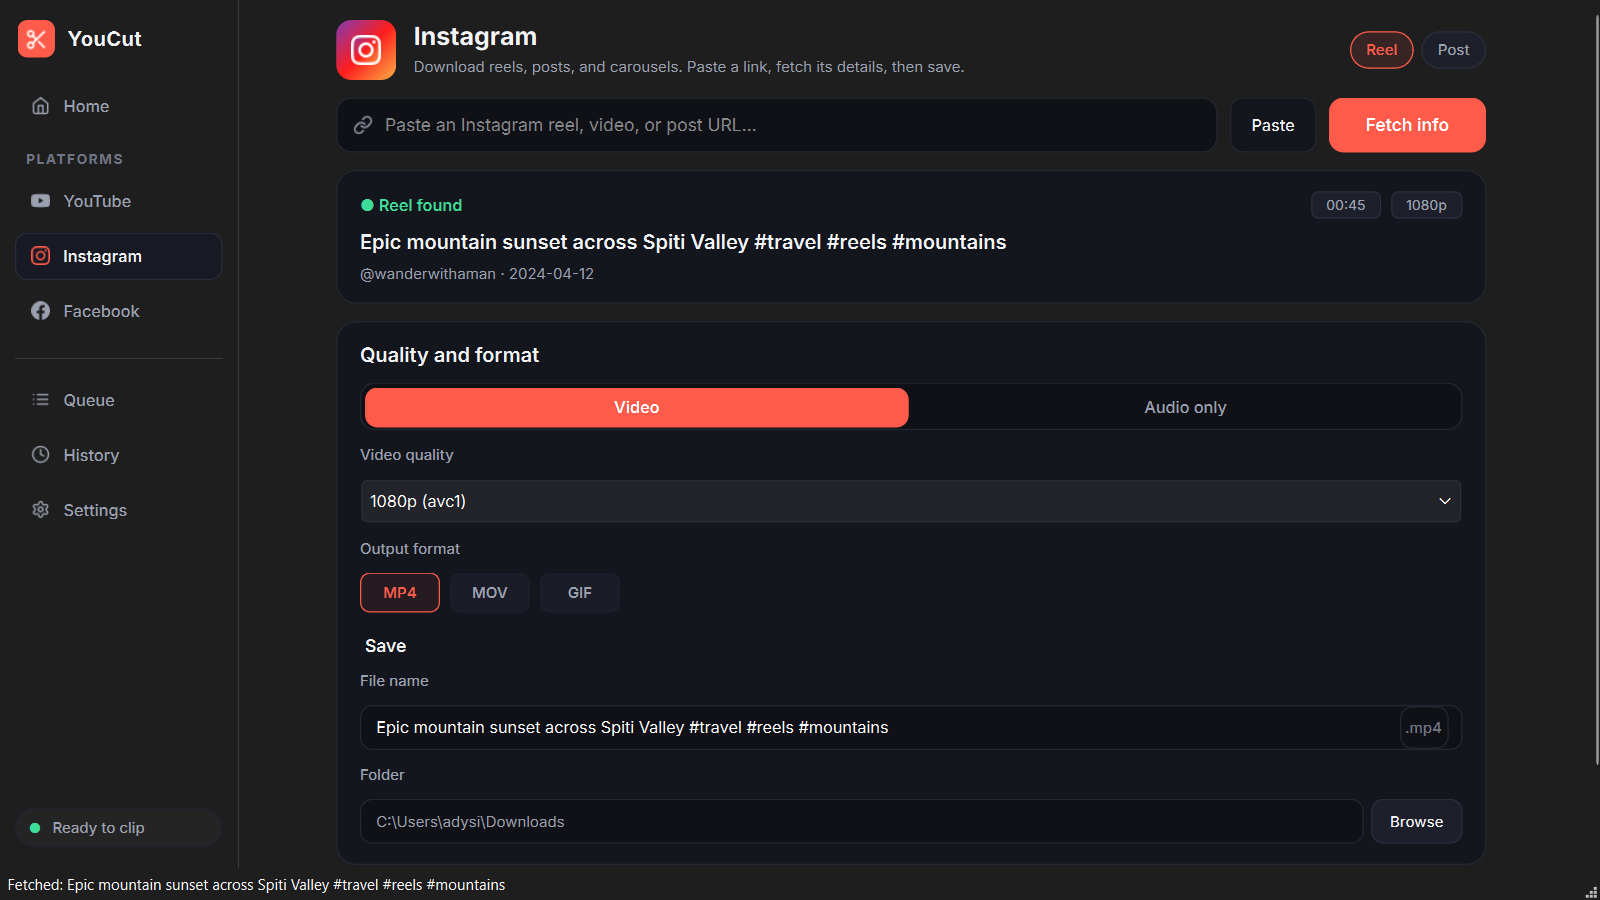 YouCut
Home
PLATFORMS
YouTube
Instagram
Facebook
Queue
History
Settings
Ready to clip
Instagram
Download reels, posts, and carousels. Paste a link, fetch its details, then save.
Reel
Post
Paste an Instagram reel, video, or post URL...
Paste
Fetch info
Reel found
00:45
1080p
Epic mountain sunset across Spiti Valley #travel #reels #mountains
@wanderwithaman · 2024-04-12
Quality and format
Video
Audio only
Video quality
1080p (avc1)
Output format
MP4
MOV
GIF
Save
File name
Epic mountain sunset across Spiti Valley #travel #reels #mountains
.mp4
Folder
C:\Users\adysi\Downloads
Browse
Fetched: Epic mountain sunset across Spiti Valley #travel #reels #mountains